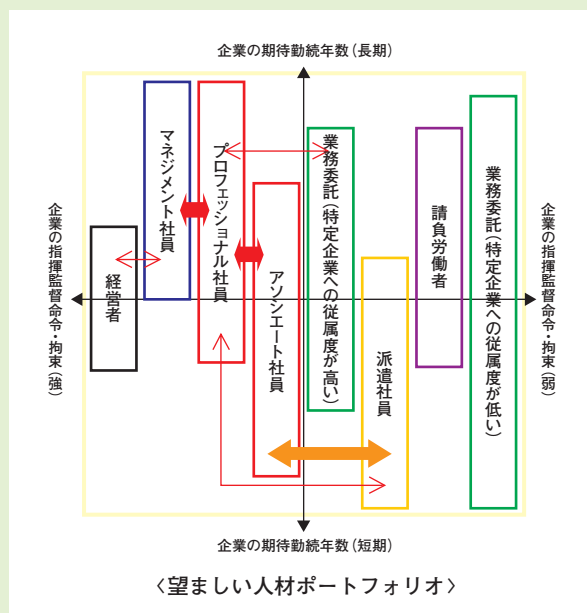 企業の期待勤続年数(長期)
企業の指揮監督命令・拘束(強)
経営者
マネジメント社員
プロフェッショナル社員
アソシエート社員
業務委託(特定企業への従属度が高い)
派遣社員
請負労働者
業務委託(特定企業への従属度が低い)
企業の指揮監督命令・拘束(弱)
企業の期待勤続年数(短期)
〈望ましい人材ポートフォリオ〉